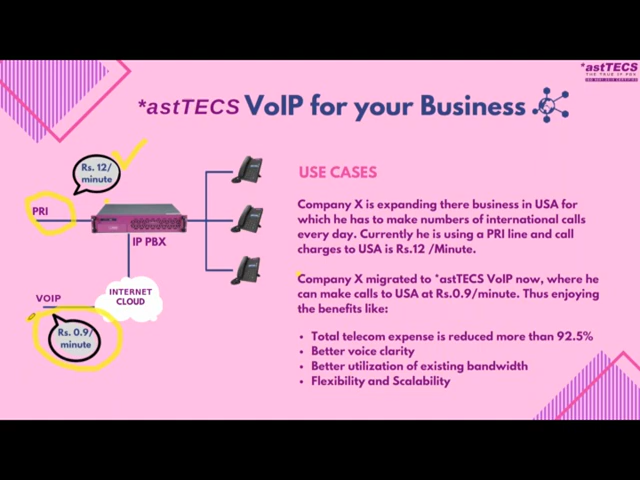 *astTECS
THE TRUE IP PBX
*astTECS VoIP for your Business
Rs. 12/
minute
PRI
IP PBX
INTERNET
CLOUD
VOIP
Rs. 0.9/
minute
USE CASES
Company X is expanding there business in USA for
which he has to make numbers of international calls
every day. Currently he is using a PRI line and call
charges to USA is Rs.12 /Minute.
Company X migrated to *astTECS VoIP now, where he
can make calls to USA at Rs.0.9/minute. Thus enjoying
the benefits like:
• Total telecom expense is reduced more than 92.5%
• Better voice clarity
• Better utilization of existing bandwidth
• Flexibility and Scalability